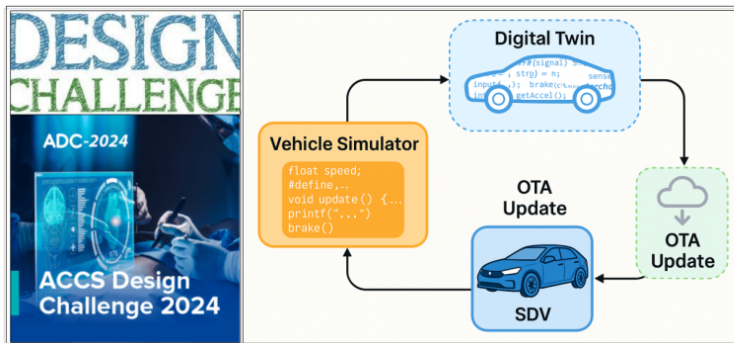 DESIGN
CHALLENGE
ADC-2024
ACCS Design
Challenge 2024
Digital Twin
Vehicle Simulator
float speed;
#define,..
void update() {...
printf("...")
brake()
OTA
Update
SDV
OTA
Update